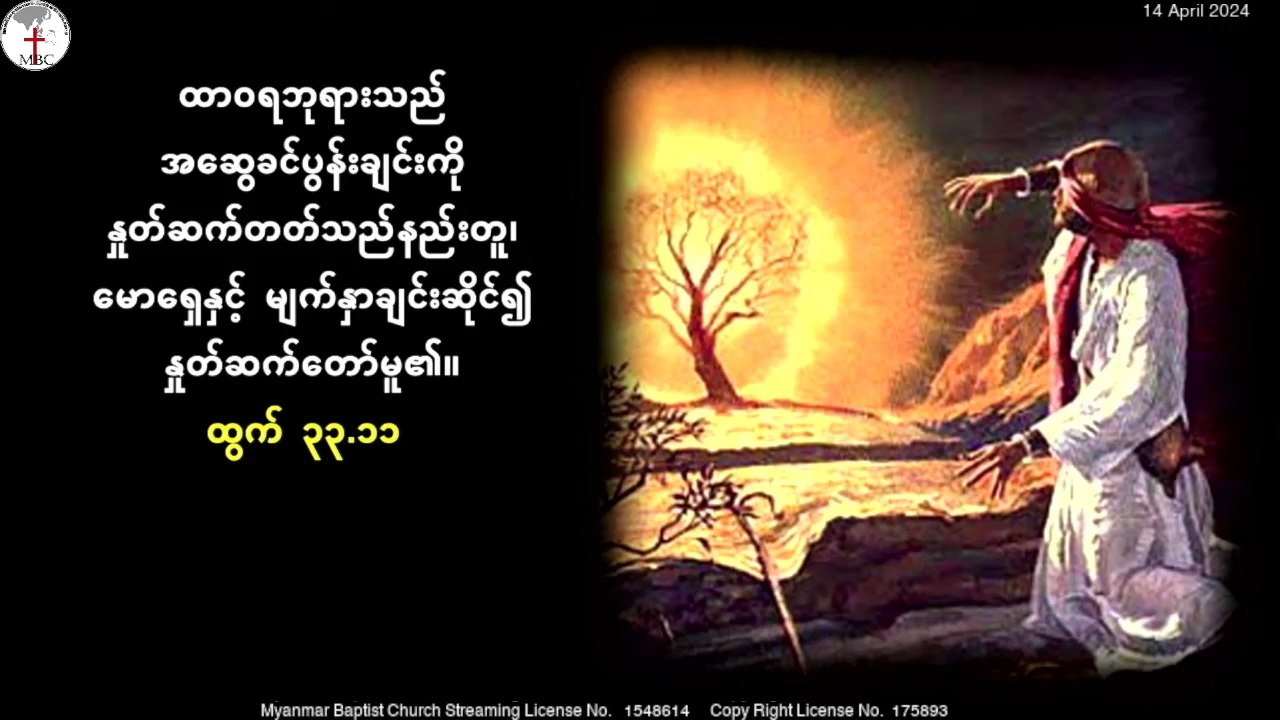 14 April 2024
MBC
ထာဝရဘုရားသည်
အဆွေခင်ပွန်းချင်းကို
နှုတ်ဆက်တတ်သည်နည်းတူ၊
မောရှေနှင့် မျက်နှာချင်းဆိုင်၍
နှုတ်ဆက်တော်မူ၏။
ထွက် ၃၃.၁၁
Myanmar Baptist Church Streaming License No. 1548614 Copy Right License No. 175893